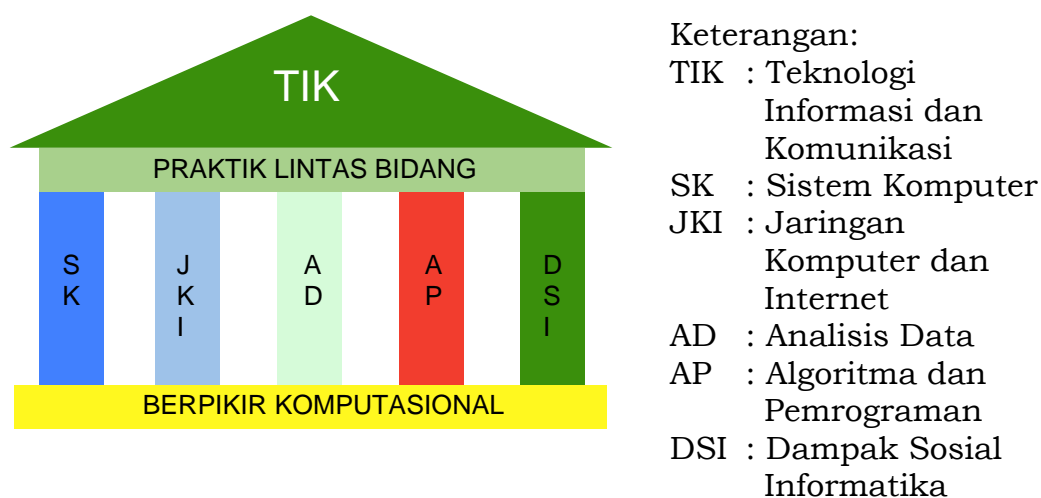 TIK
PRAKTIK LINTAS BIDANG
S
K
J
K
I
A
D
A
P
D
S
I
BERPIKIR KOMPUTASIONAL
Keterangan:
TIK : Teknologi
Informasi dan
Komunikasi
SK : Sistem Komputer
JKI : Jaringan
Komputer dan
Internet
AD : Analisis Data
AP : Algoritma dan
Pemrograman
DSI : Dampak Sosial
Informatika